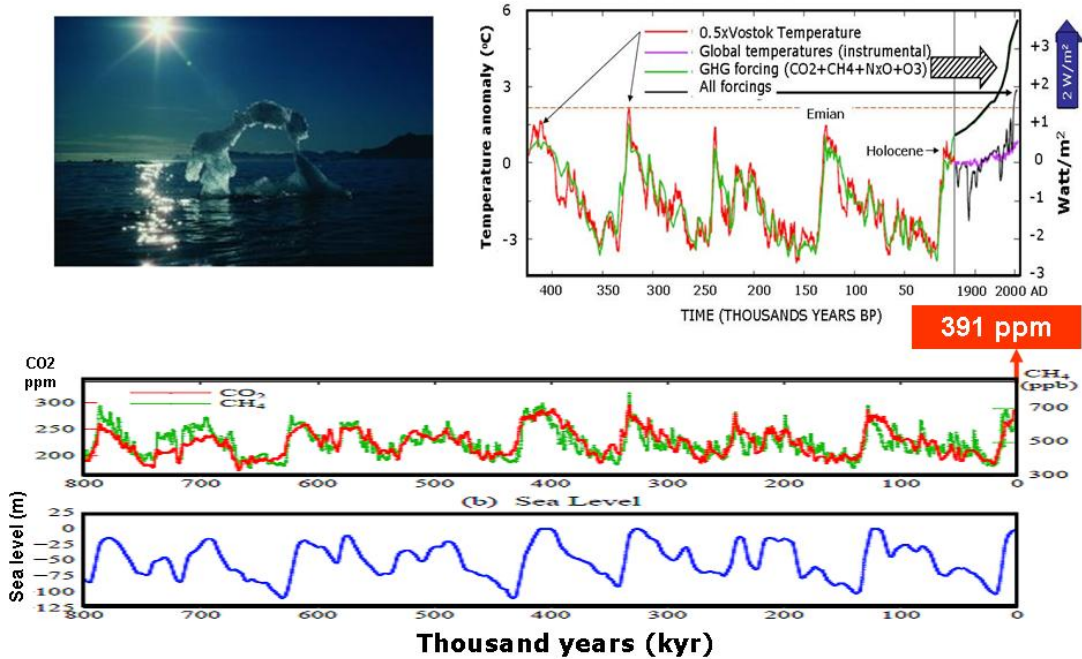 6
3
0
-3
Temperature anomaly (ºC)
0.5xVostok Temperature
Global temperatures (instrumental)
GHG forcing (CO2+CH4+NxO+O3)
All forcings
Emian
Holocene
+3
+2
+1
0
-1
-2
-3
2 W/m²
Watt/m²
400 350 300 250 200 150 100 50 1900 2000 AD
TIME (THOUSANDS YEARS BP)
391 ppm
CO2
ppm
CO₂
CH₄
300
250
200
CH₄
(ppb)
700
500
300
800 700 600 500 400 300 200 100 0
(b) Sea Level
Sea level (m)
25
0
−25
−50
−75
100
125
800 700 600 500 400 300 200 100 0
Thousand years (kyr)